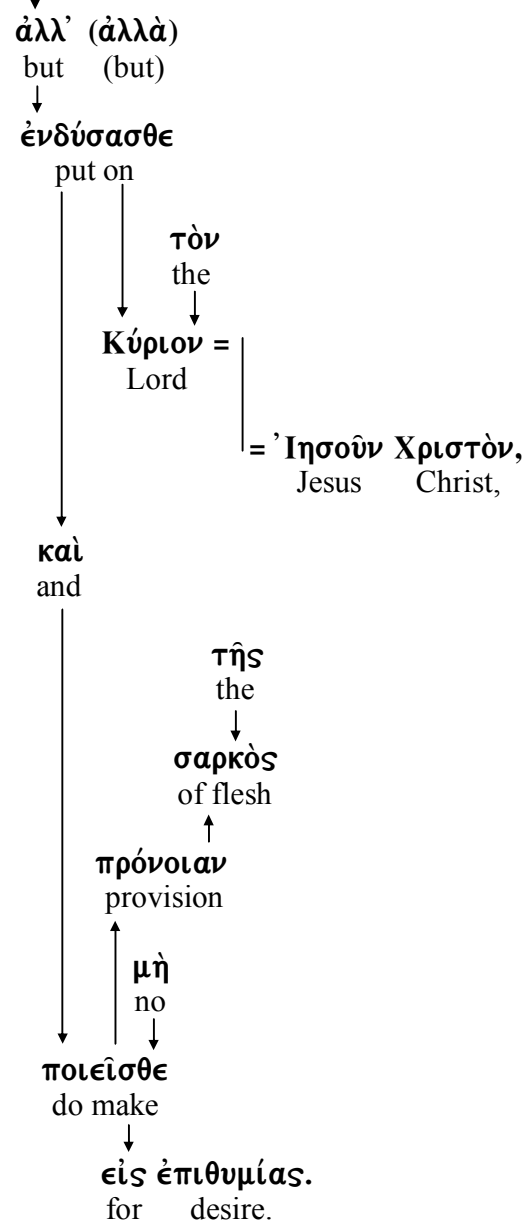 ἀλλ’ (ἀλλὰ)
but (but)
ἐνδύσασθε
put on
τὸν
the
Κύριον =
Lord
= Ἰησοῦν Χριστὸν,
Jesus Christ,
καὶ
and
τῆς
the
σαρκὸς
of flesh
πρόνοιαν
provision
μὴ
no
ποιεῖσθε
do make
εἰς ἐπιθυμίας.
for desire.